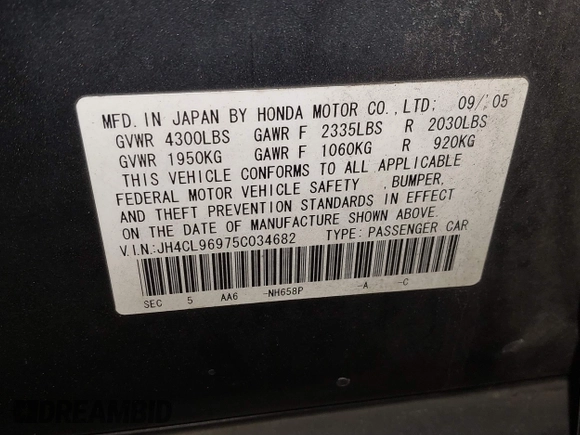 MFD. IN JAPAN BY HONDA MOTOR CO., LTD: 09/'05
GVWR 4300LBS GAWR F 2335LBS R 2030LBS
GVWR 1950KG GAWR F 1060KG R 920KG
THIS VEHICLE CONFORMS TO ALL APPLICABLE
FEDERAL MOTOR VEHICLE SAFETY ,BUMPER,
AND THEFT PREVENTION STANDARDS IN EFFECT
ON THE DATE OF MANUFACTURE SHOWN ABOVE.
V.I.N:JH4CL96975C034682 TYPE: PASSENGER CAR
SEC 5 AA6 -NH658P -A -C
DREAMBID